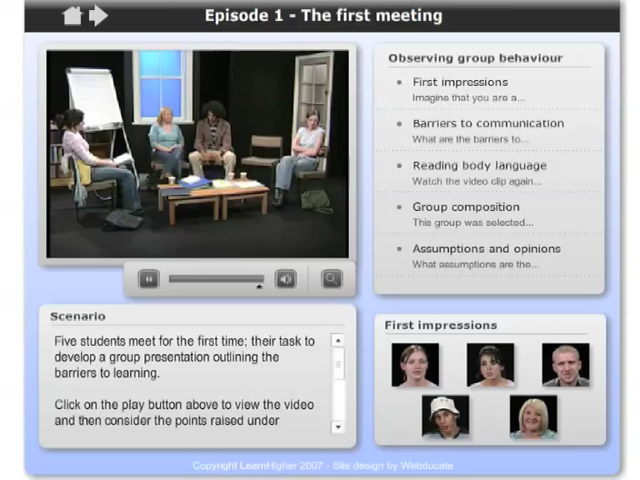 Episode 1 - The first meeting
Observing group behaviour
First impressions
Imagine that you are a...
Barriers to communication
What are the barriers to...
Reading body language
Watch the video clip again...
Group composition
This group was selected...
Assumptions and opinions
What assumptions are the...
Scenario
Five students meet for the first time; their task to
develop a group presentation outlining the
barriers to learning.
Click on the play button above to view the video
and then consider the points raised under
First impressions
Copyright LearnHigher 2007 - Site design by Webducate